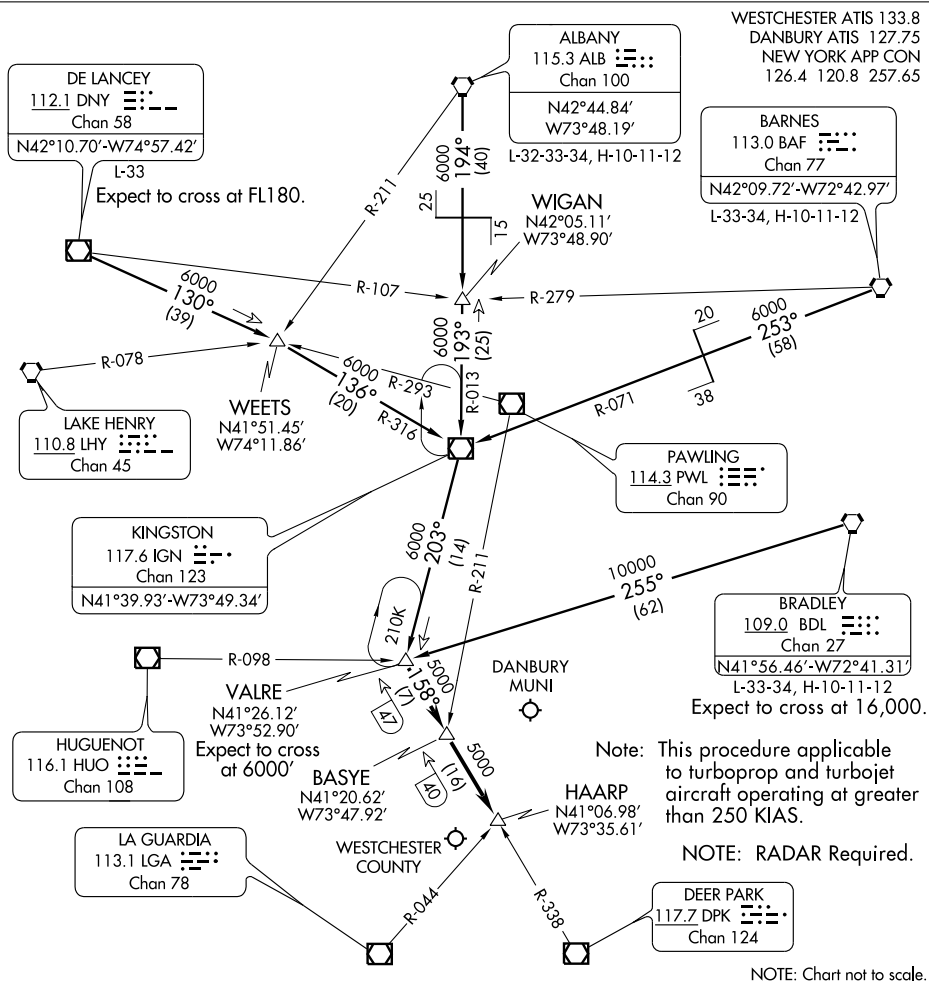 WESTCHESTER ATIS 133.8
DANBURY ATIS 127.75
NEW YORK APP CON
126.4 120.8 257.65
ALBANY
115.3 ALB
Chan 100
N42°44.84'
W73°48.19'
L-32-33-34, H-10-11-12
DE LANCEY
112.1 DNY
Chan 58
N42°10.70'-W74°57.42'
L-33
Expect to cross at FL180.
BARNES
113.0 BAF
Chan 77
N42°09.72'-W72°42.97'
L-33-34, H-10-11-12
R-211
6000
194°
(40)
25
15
WIGAN
N42°05.11'
W73°48.90'
6000
130°
(39)
R-107
R-279
6000
253°
(58)
20
38
R-071
R-078
6000
193°
(25)
R-013
6000
136°
(20)
R-293
R-316
WEETS
N41°51.45'
W74°11.86'
LAKE HENRY
110.8 LHY
Chan 45
PAWLING
114.3 PWL
Chan 90
KINGSTON
117.6 IGN
Chan 123
N41°39.93'-W73°49.34'
6000
203°
(14)
R-211
10000
255°
(62)
BRADLEY
109.0 BDL
Chan 27
N41°56.46'-W72°41.31'
L-33-34, H-10-11-12
Expect to cross at 16,000.
210K
R-098
VALRE
N41°26.12'
W73°52.90'
Expect to cross
at 6000'
5000
158°
(7)
47
DANBURY
MUNI
HUGUENOT
116.1 HUO
Chan 108
BASYE
N41°20.62'
W73°47.92'
5000
(16)
40
HAARP
N41°06.98'
W73°35.61'
Note: This procedure applicable
to turboprop and turbojet
aircraft operating at greater
than 250 KIAS.
NOTE: RADAR Required.
WESTCHESTER
COUNTY
LA GUARDIA
113.1 LGA
Chan 78
R-044
R-338
DEER PARK
117.7 DPK
Chan 124
NOTE: Chart not to scale.